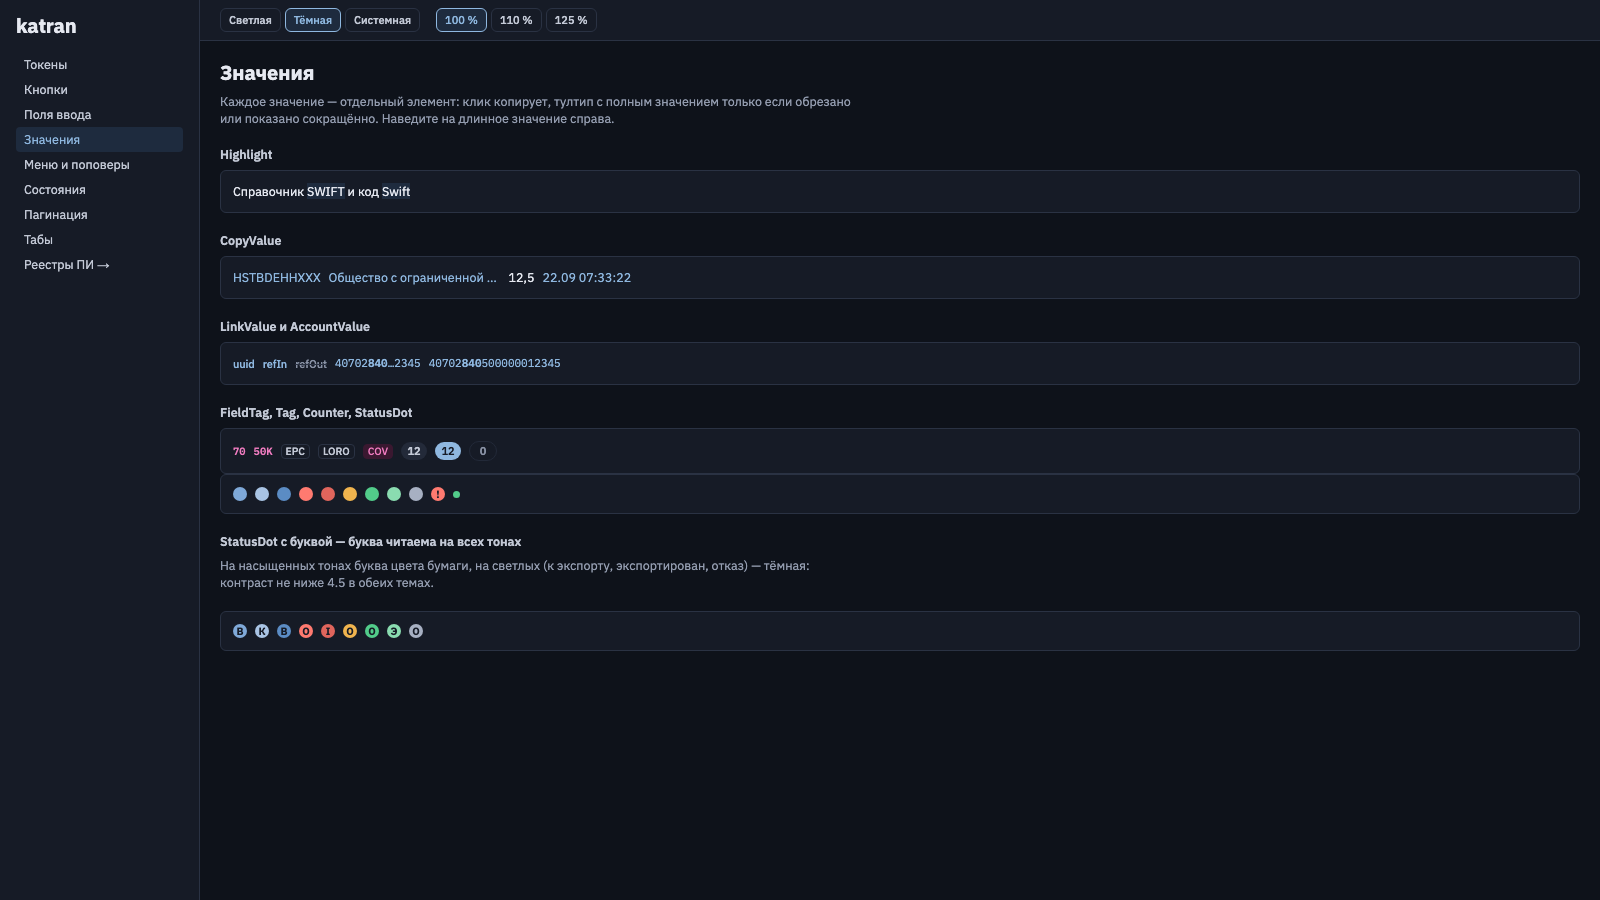 katran
Токены
Кнопки
Поля ввода
Значения
Меню и поповеры
Состояния
Пагинация
Табы
Реестры ПИ →
Светлая Тёмная Системная 100 % 110 % 125 %
Значения
Каждое значение — отдельный элемент: клик копирует, тултип с полным значением только если обрезано
или показано сокращённо. Наведите на длинное значение справа.
Highlight
Справочник SWIFT и код Swift
CopyValue
HSTBDEHHXXX Общество с ограниченной ... 12,5 22.09 07:33:22
LinkValue и AccountValue
uuid refIn refOut 40702840…2345 40702840500000012345
FieldTag, Tag, Counter, StatusDot
70 50K EPC LORO COV 12 12 0
!
StatusDot с буквой — буква читаема на всех тонах
На насыщенных тонах буква цвета бумаги, на светлых (к экспорту, экспортирован, отказ) — тёмная:
контраст не ниже 4.5 в обеих темах.
В К В О І О О Э О